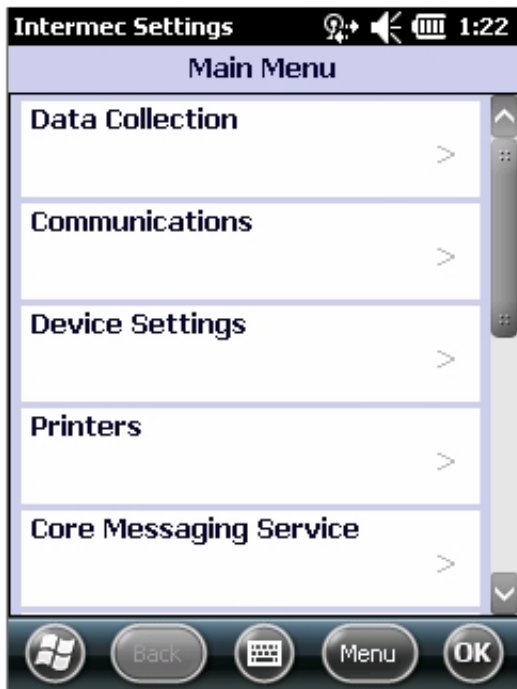 Intermec Settings 1:22
Main Menu
Data Collection
>
Communications
>
Device Settings
>
Printers
>
Core Messaging Service
>
Back Menu OK